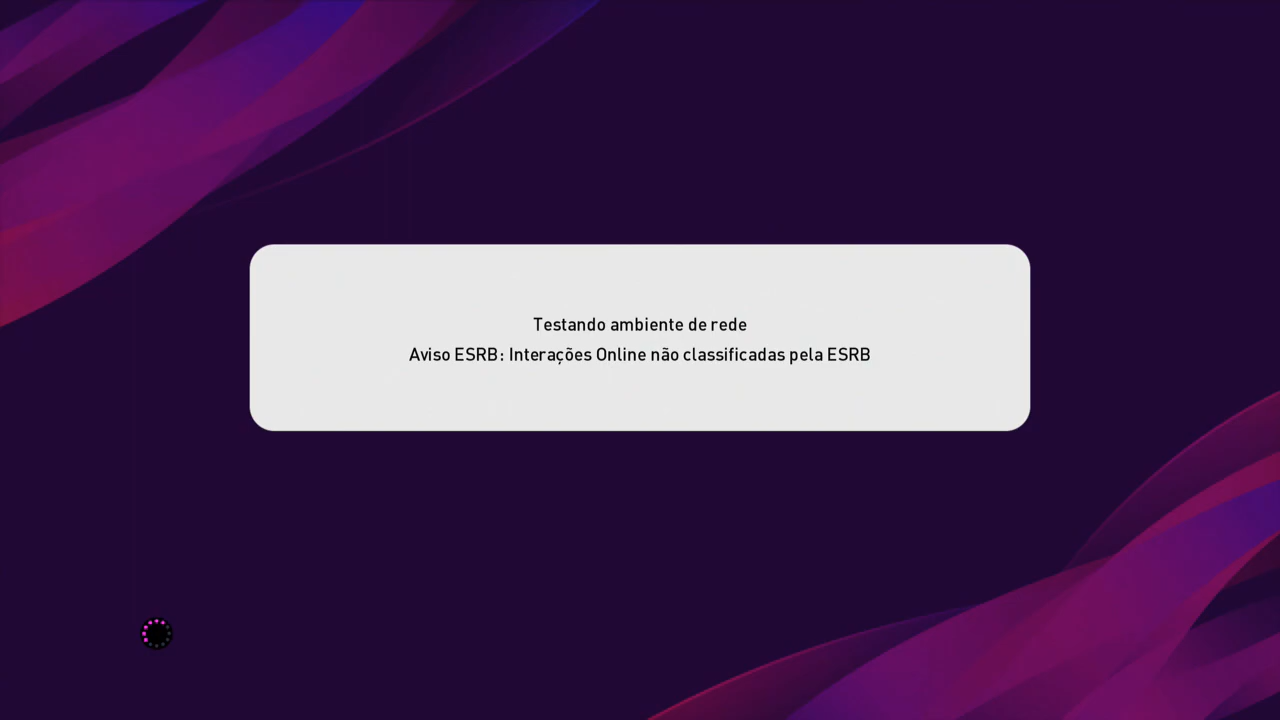 Testando ambiente de rede
Aviso ESRB: Interações Online não classificadas pela ESRB